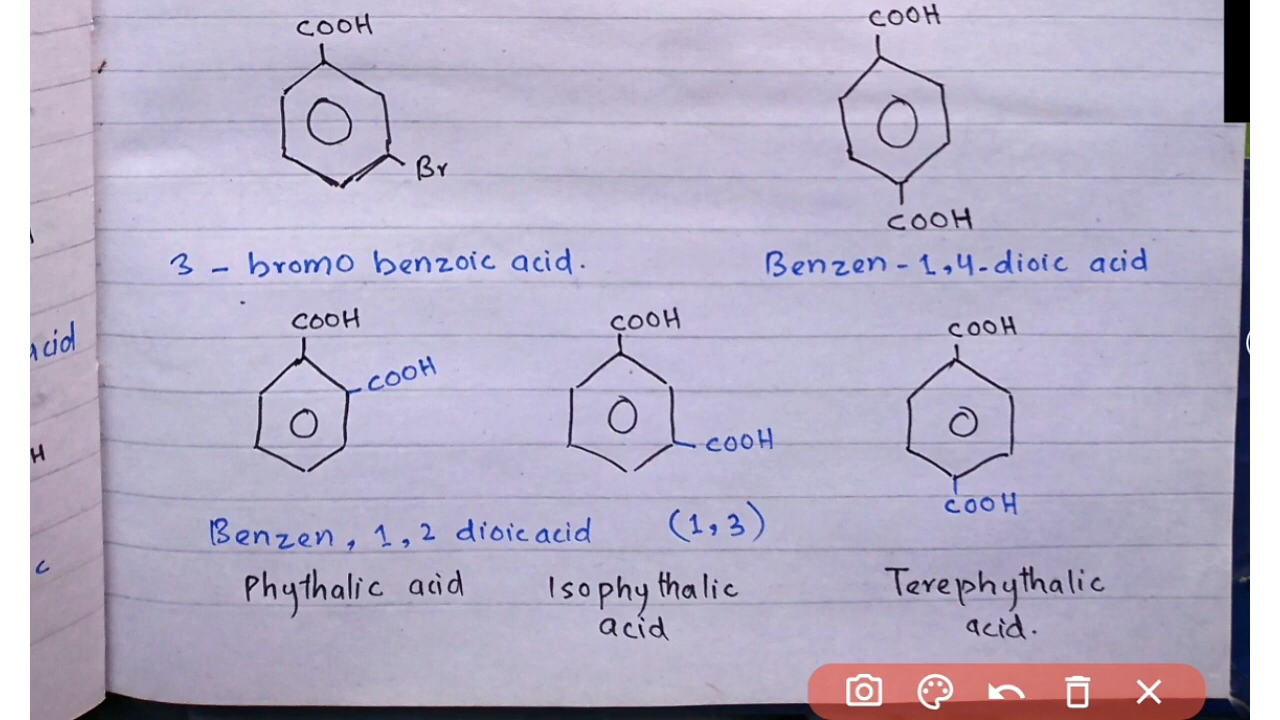 COOH
COOH
Br
COOH
3 - bromo benzoic acid.
Benzen-1,4-dioic acid
acid
COOH
COOH
COOH
COOH
COOH
COOH
H
Benzen, 1,2 dioic acid
(1,3)
c
Phythalic acid
Isophythalic
acid
Terephythalic
acid.